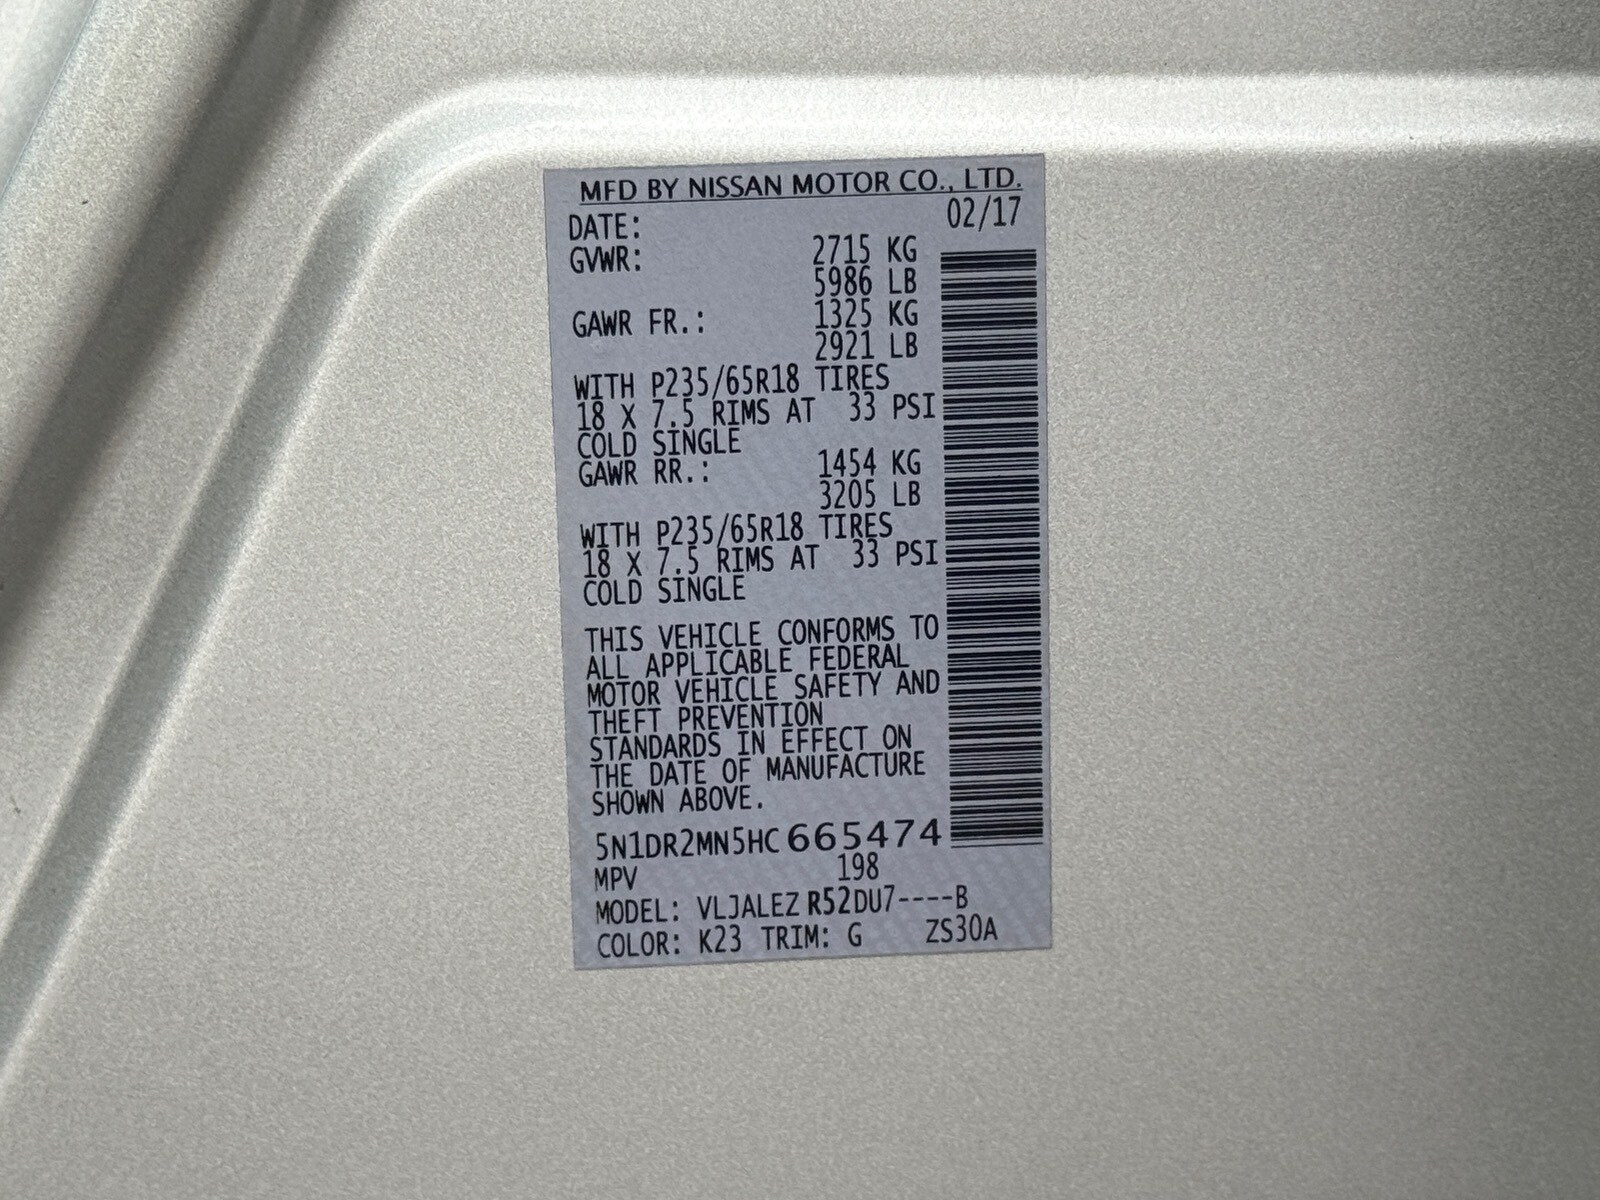 MFD BY NISSAN MOTOR CO., LTD.
DATE: 02/17
GVWR: 2715 KG
5986 LB
GAWR FR.: 1325 KG
2921 LB
WITH P235/65R18 TIRES
18 X 7.5 RIMS AT 33 PSI
COLD SINGLE
GAWR RR.: 1454 KG
3205 LB
WITH P235/65R18 TIRES
18 X 7.5 RIMS AT 33 PSI
COLD SINGLE
THIS VEHICLE CONFORMS TO
ALL APPLICABLE FEDERAL
MOTOR VEHICLE SAFETY AND
THEFT PREVENTION
STANDARDS IN EFFECT ON
THE DATE OF MANUFACTURE
SHOWN ABOVE.
5N1DR2MN5HC665474
MPV 198
MODEL: VLJALEZ R52DU7----B
COLOR: K23 TRIM: G ZS30A